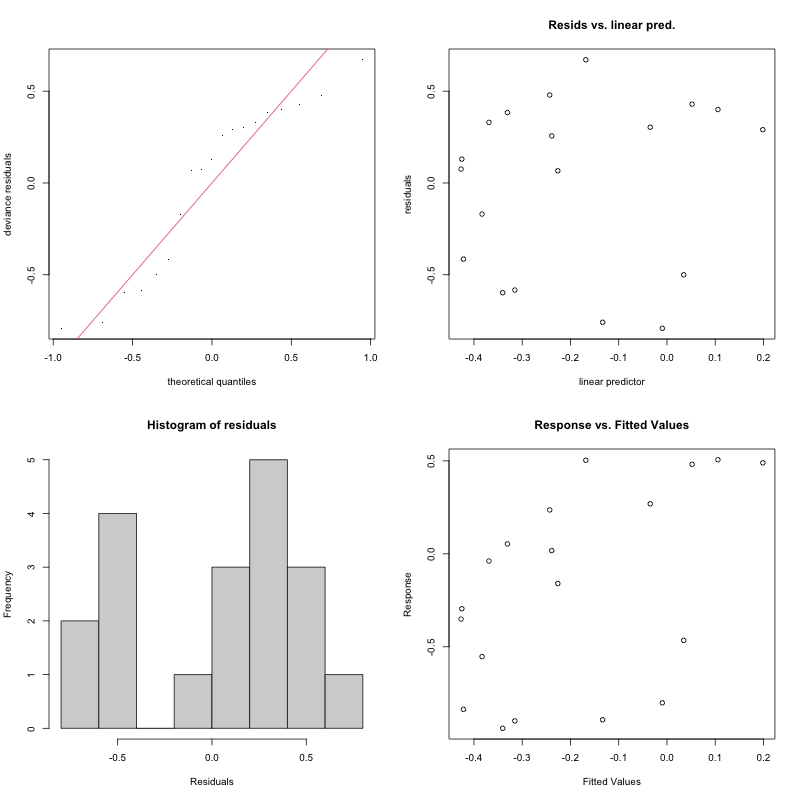 0.5
0.0
-0.5
deviance residuals
-1.0 -0.5 0.0 0.5 1.0
theoretical quantiles
Resids vs. linear pred.
0.5
0.0
-0.5
residuals
-0.4 -0.3 -0.2 -0.1 0.0 0.1 0.2
linear predictor
Histogram of residuals
5
4
3
2
1
0
Frequency
-0.5 0.0 0.5
Residuals
Response vs. Fitted Values
0.5
0.0
-0.5
Response
-0.4 -0.3 -0.2 -0.1 0.0 0.1 0.2
Fitted Values